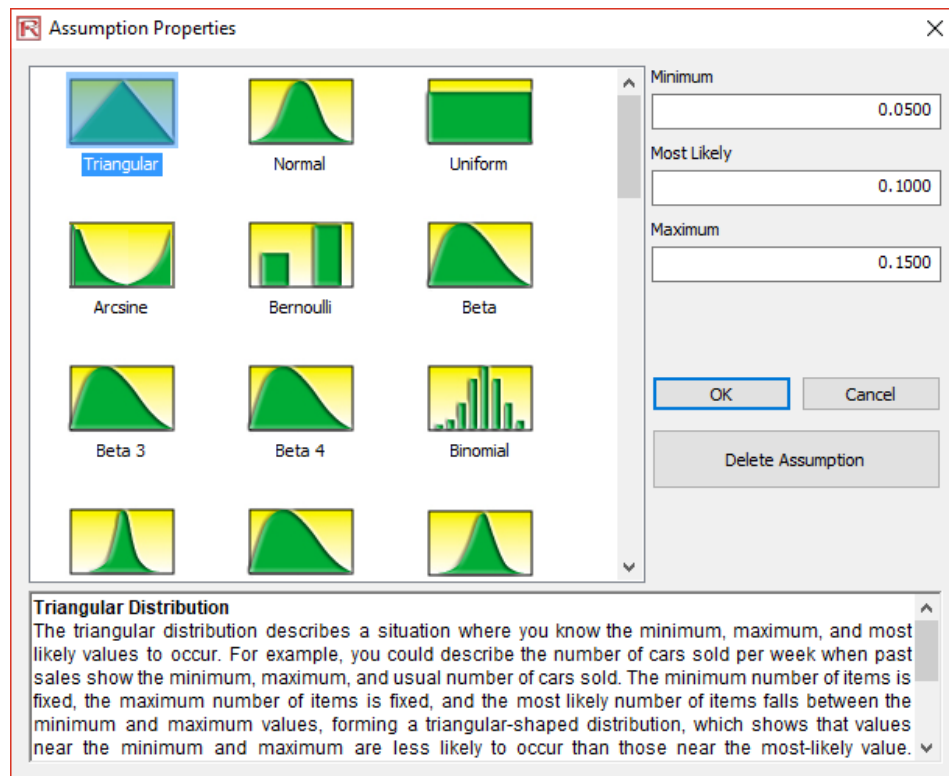 Assumption Properties
Triangular
Normal
Uniform
Arcsine
Bernoulli
Beta
Beta 3
Beta 4
Binomial
Minimum
0.0500
Most Likely
0.1000
Maximum
0.1500
OK
Cancel
Delete Assumption
Triangular Distribution
The triangular distribution describes a situation where you know the minimum, maximum, and most
likely values to occur. For example, you could describe the number of cars sold per week when past
sales show the minimum, maximum, and usual number of cars sold. The minimum number of items is
fixed, the maximum number of items is fixed, and the most likely number of items falls between the
minimum and maximum values, forming a triangular-shaped distribution, which shows that values
near the minimum and maximum are less likely to occur than those near the most-likely value.